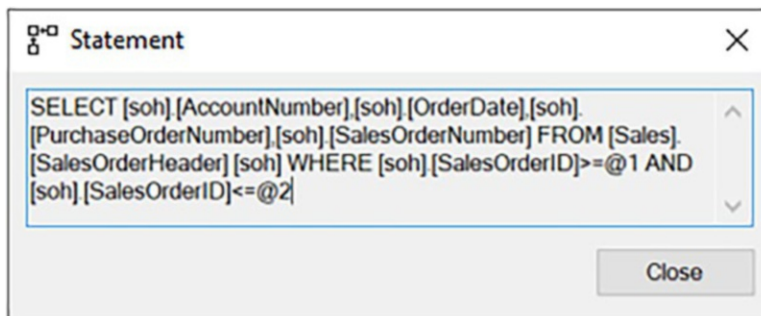 Statement
SELECT [soh].[AccountNumber],[soh].[OrderDate],[soh].
[PurchaseOrderNumber],[soh].[SalesOrderNumber] FROM [Sales].
[SalesOrderHeader] [soh] WHERE [soh].[SalesOrderID]>=@1 AND
[soh].[SalesOrderID]<=@2
Close